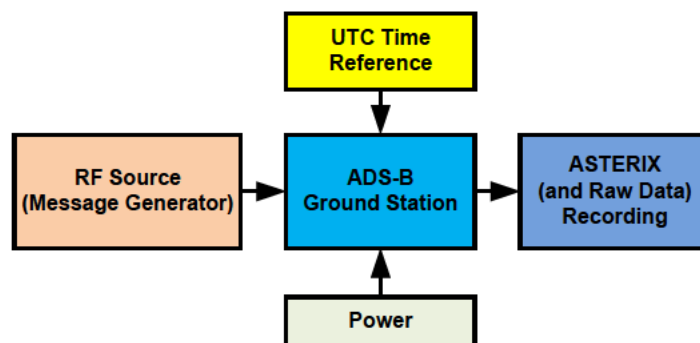 UTC Time
Reference
RF Source
(Message Generator)
ADS-B
Ground Station
ASTERIX
(and Raw Data)
Recording
Power